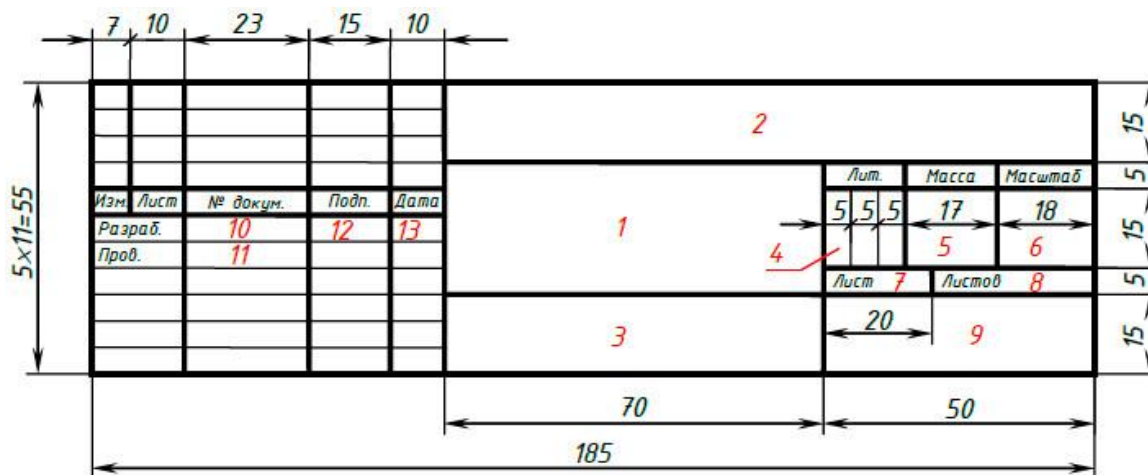 7 10 23 15 10
5×11=55
2
15
Лит. Масса Масштаб
5
Изм. Лист № докум. Подп. Дата
1
5 5 5 17 18
15
Разраб. 10 12 13
4 5 6
Пров. 11
Лист 7 Листов 8
5
3
20
9
15
70 50
185